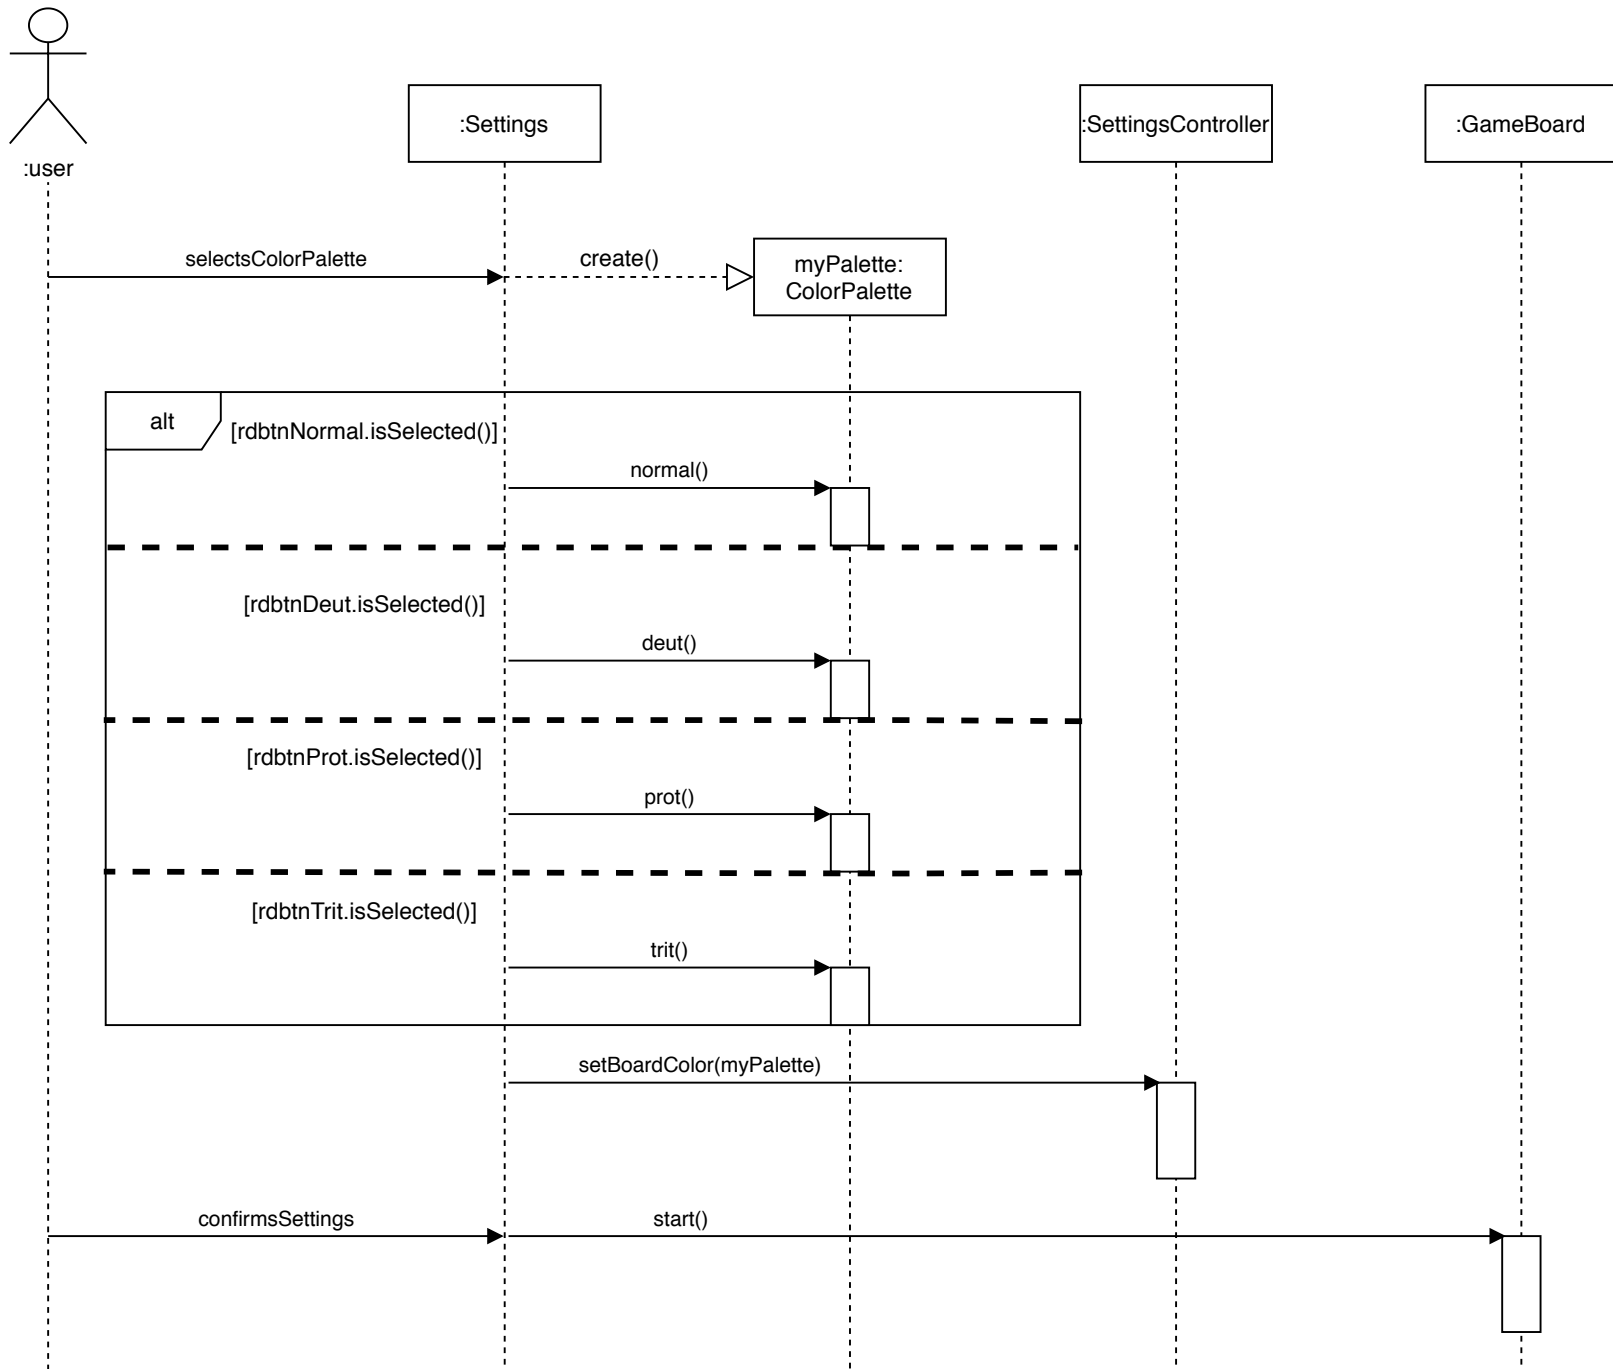 :user
:Settings
:SettingsController
:GameBoard
selectsColorPalette
create()
myPalette:
ColorPalette
alt
[rdbtnNormal.isSelected()]
normal()
[rdbtnDeut.isSelected()]
deut()
[rdbtnProt.isSelected()]
prot()
[rdbtnTrit.isSelected()]
trit()
setBoardColor(myPalette)
confirmsSettings
start()